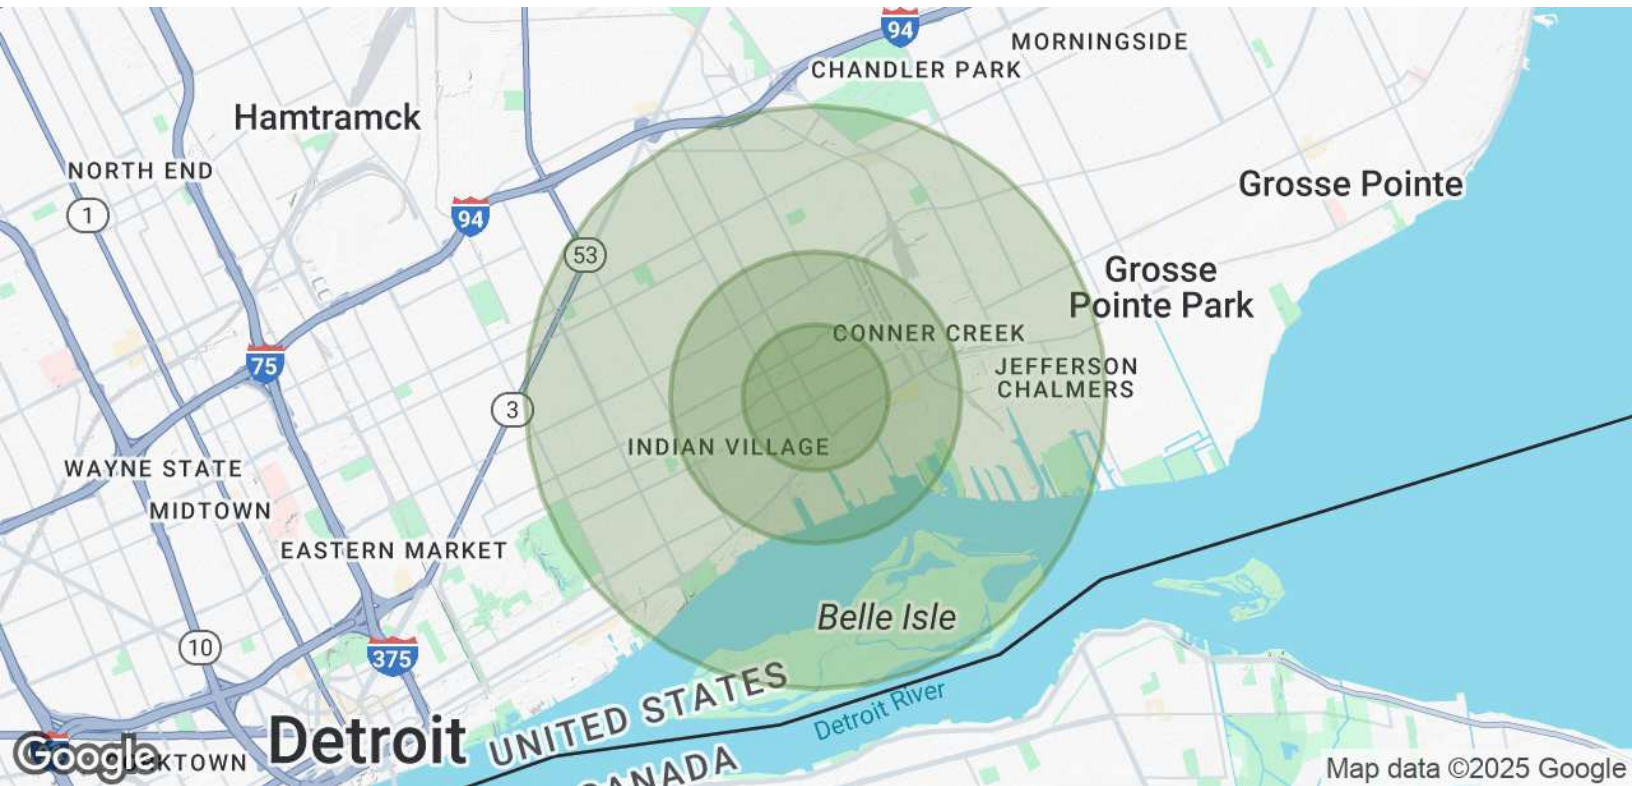 94
MORNINGSIDE
CHANDLER PARK
Hamtramck
NORTH END
1
94
53
Grosse Pointe
Grosse
Pointe Park
CONNER CREEK
75
JEFFERSON
CHALMERS
3
INDIAN VILLAGE
WAYNE STATE
MIDTOWN
EASTERN MARKET
Belle Isle
10
375
UNITED STATES
Detroit River
Detroit
CANADA
Google
Map data ©2025 Google